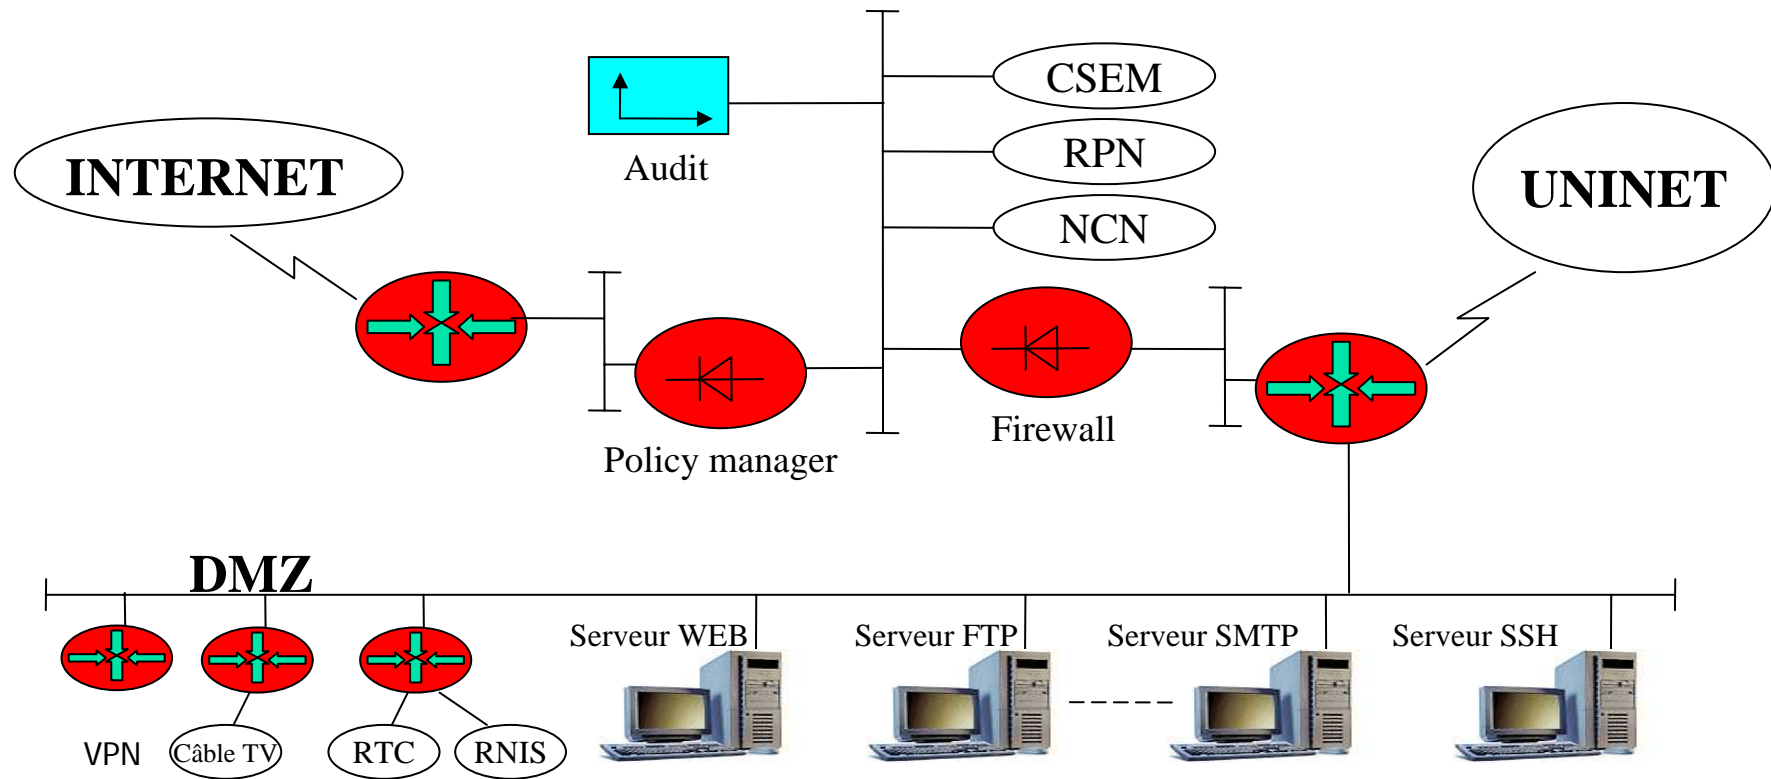 CSEM
Audit
RPN
INTERNET
UNINET
NCN
Firewall
Policy manager
DMZ
Serveur WEB
Serveur FTP
Serveur SMTP
Serveur SSH
VPN
Câble TV
RTC
RNIS